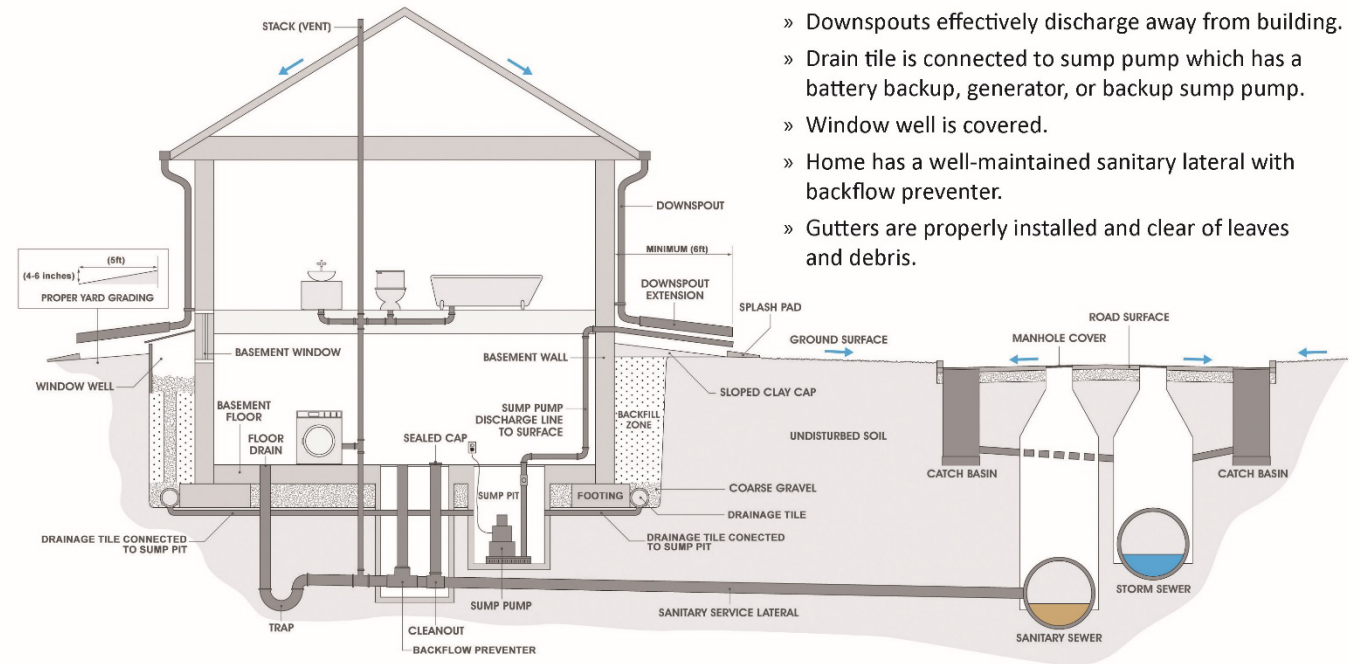 » Downspouts effectively discharge away from building.
» Drain tile is connected to sump pump which has a
battery backup, generator, or backup sump pump.
» Window well is covered.
» Home has a well-maintained sanitary lateral with
backflow preventer.
» Gutters are properly installed and clear of leaves
and debris.
STACK (VENT)
DOWNSPOUT
MINIMUM (6ft)
(5ft)
(4-6 inches)
PROPER YARD GRADING
DOWNSPOUT
EXTENSION
SPLASH PAD
ROAD SURFACE
GROUND SURFACE
MANHOLE COVER
BASEMENT WINDOW
BASEMENT WALL
WINDOW WELL
SLOPED CLAY CAP
BASEMENT
FLOOR
SUMP PUMP
DISCHARGE LINE
TO SURFACE
BACKFILL
ZONE
FLOOR
DRAIN
SEALED CAP
UNDISTURBED SOIL
CATCH BASIN
CATCH BASIN
SUMP PIT
FOOTING
COARSE GRAVEL
DRAINAGE TILE
DRAINAGE TILE CONNECTED
TO SUMP PIT
DRAINAGE TILE CONECTED
TO SUMP PIT
STORM SEWER
SUMP PUMP
SANITARY SERVICE LATERAL
TRAP
CLEANOUT
SANITARY SEWER
BACKFLOW PREVENTER